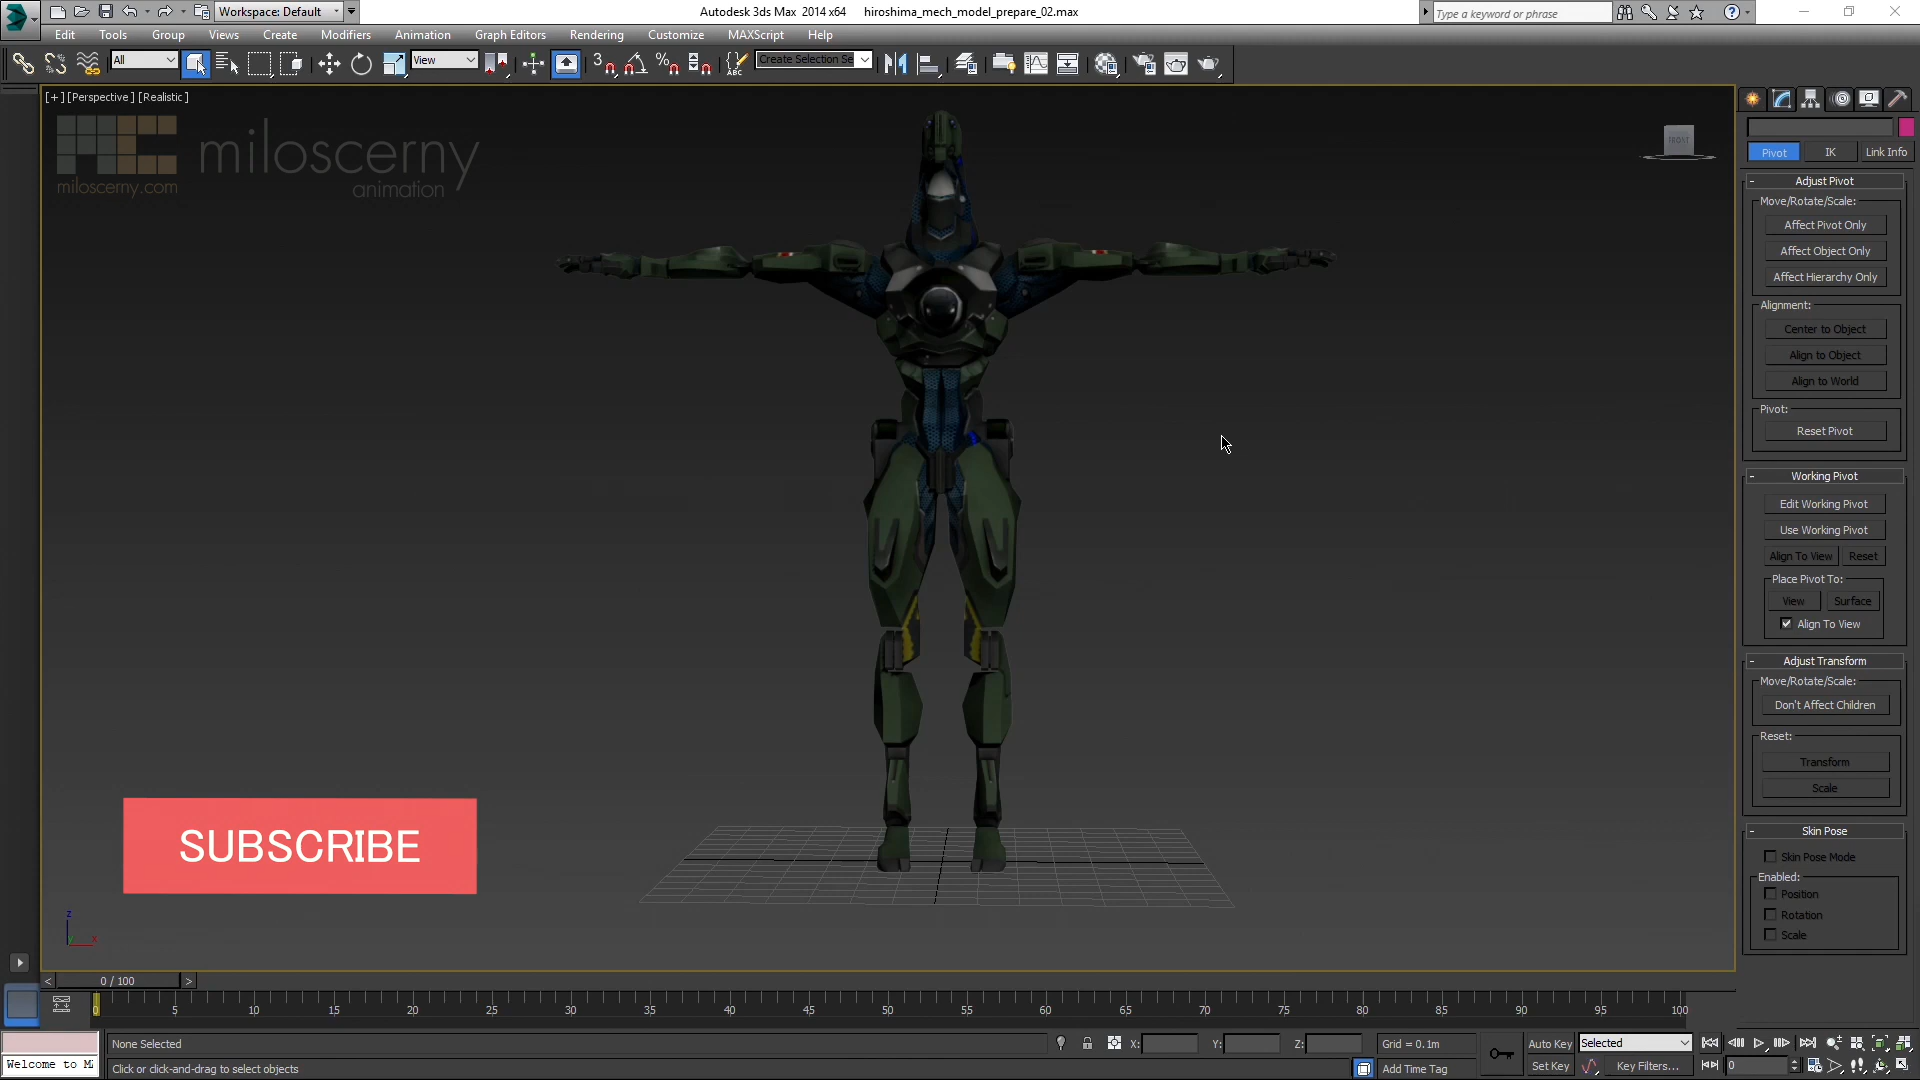 Workspace: Default
Autodesk 3ds Max 2014 x64 hiroshima_mech_model_prepare_02.max
Type a keyword or phrase
Edit Tools Group Views Create Modifiers Animation Graph Editors Rendering Customize MAXScript Help
All
View
3
ABC
Create Selection Se
[+] [Perspective] [Realistic]
miloscerny
animation
miloscerny.com
FRONT
Pivot IK Link Info
- Adjust Pivot
Move/Rotate/Scale:
Affect Pivot Only
Affect Object Only
Affect Hierarchy Only
Alignment:
Center to Object
Align to Object
Align to World
Pivot:
Reset Pivot
- Working Pivot
Edit Working Pivot
Use Working Pivot
Align To View Reset
Place Pivot To:
View Surface
Align To View
- Adjust Transform
Move/Rotate/Scale:
Don't Affect Children
Reset:
Transform
Scale
- Skin Pose
Skin Pose Mode
Enabled:
Position
Rotation
Scale
SUBSCRIBE
z
x
< 0 / 100 >
0 5 10 15 20 25 30 35 40 45 50 55 60 65 70 75 80 85 90 95 100
None Selected X: Y: Z: Grid = 0.1m Auto Key Selected
Welcome to M
Click or click-and-drag to select objects Add Time Tag Set Key Key Filters... 0